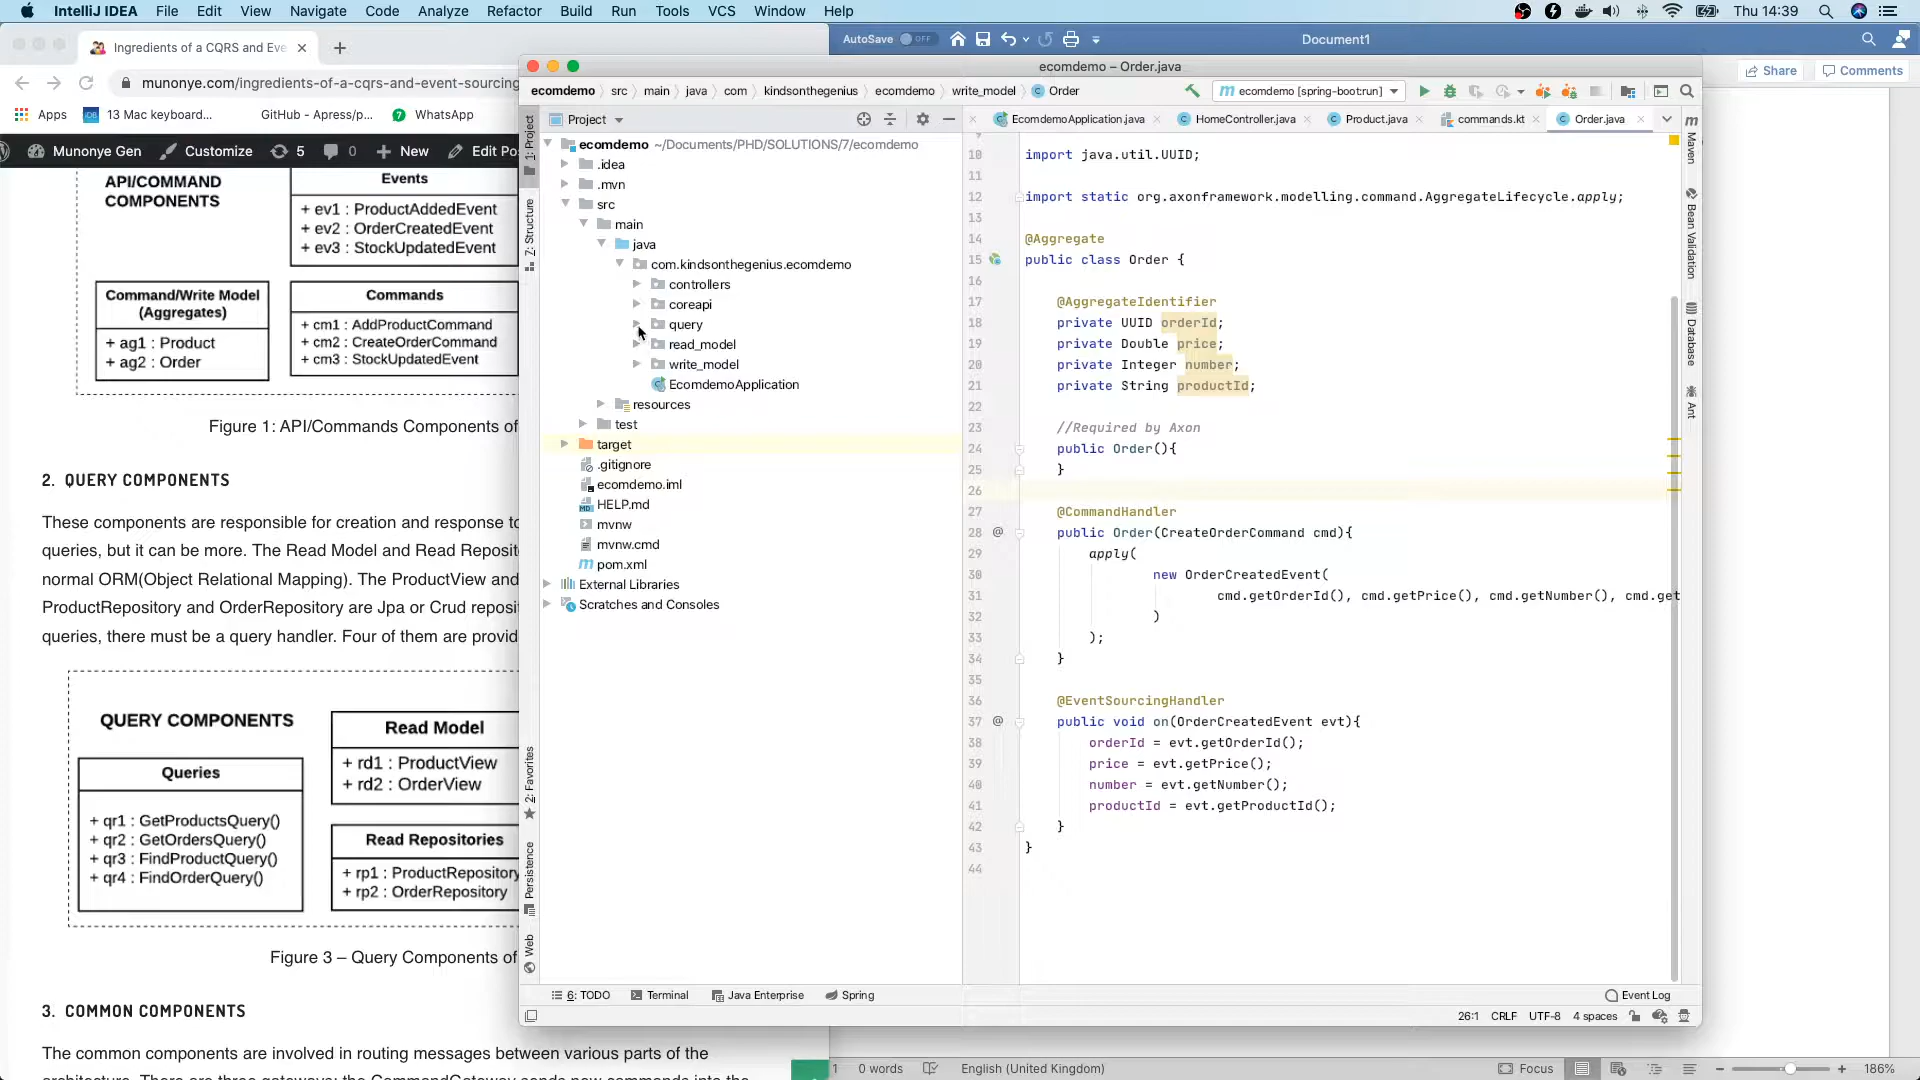 IntelliJ IDEA File Edit View Navigate Code Analyze Refactor Build Run Tools VCS Window Help Thu 14:39
Ingredients of a CQRS and Eve
AutoSave OFF Document1
munonye.com/ingredients-of-a-cqrs-and-event-sourcing
Share Comments
Apps 13 Mac keyboard... GitHub - Apress/p... WhatsApp
Munonye Gen Customize 5 0 New Edit Po
API/COMMAND
COMPONENTS
Events
+ ev1 : ProductAddedEvent
+ ev2 : OrderCreatedEvent
+ ev3 : StockUpdatedEvent
Command/Write Model
(Aggregates)
+ ag1 : Product
+ ag2 : Order
Commands
+ cm1 : AddProductCommand
+ cm2 : CreateOrderCommand
+ cm3 : StockUpdatedEvent
Figure 1: API/Commands Components of
2. QUERY COMPONENTS
These components are responsible for creation and response to
queries, but it can be more. The Read Model and Read Reposit
normal ORM(Object Relational Mapping). The ProductView and
ProductRepository and OrderRepository are Jpa or Crud reposi
queries, there must be a query handler. Four of them are provid
QUERY COMPONENTS
Queries
+ qr1 : GetProductsQuery()
+ qr2 : GetOrdersQuery()
+ qr3 : FindProductQuery()
+ qr4 : FindOrderQuery()
Read Model
+ rd1 : ProductView
+ rd2 : OrderView
Read Repositories
+ rp1 : ProductRepository
+ rp2 : OrderRepository
Figure 3 – Query Components of
3. COMMON COMPONENTS
The common components are involved in routing messages between various parts of the
ecomdemo – Order.java
ecomdemo src main java com kindsonthegenius ecomdemo write_model Order
ecomdemo [spring-boot:run]
Project
EcomdemoApplication.java HomeController.java Product.java commands.kt Order.java
1: Project
7: Structure
2: Favorites
Persistence
Web
ecomdemo ~/Documents/PHD/SOLUTIONS/7/ecomdemo
.idea
.mvn
src
main
java
com.kindsonthegenius.ecomdemo
controllers
coreapi
query
read_model
write_model
EcomdemoApplication
resources
test
target
.gitignore
ecomdemo.iml
HELP.md
mvnw
mvnw.cmd
pom.xml
External Libraries
Scratches and Consoles
9
10 import java.util.UUID;
11
12 import static org.axonframework.modelling.command.AggregateLifecycle.apply;
13
14 @Aggregate
15 public class Order {
16
17 @AggregateIdentifier
18 private UUID orderId;
19 private Double price;
20 private Integer number;
21 private String productId;
22
23 //Required by Axon
24 public Order(){
25 }
26
27 @CommandHandler
28 public Order(CreateOrderCommand cmd){
29 apply(
30 new OrderCreatedEvent(
31 cmd.getOrderId(), cmd.getPrice(), cmd.getNumber(), cmd.get
32 )
33 );
34 }
35
36 @EventSourcingHandler
37 public void on(OrderCreatedEvent evt){
38 orderId = evt.getOrderId();
39 price = evt.getPrice();
40 number = evt.getNumber();
41 productId = evt.getProductId();
42 }
43 }
44
Maven
Bean Validation
Database
Ant
6: TODO Terminal Java Enterprise Spring Event Log
26:1 CRLF UTF-8 4 spaces
1 0 words English (United Kingdom) Focus 186%